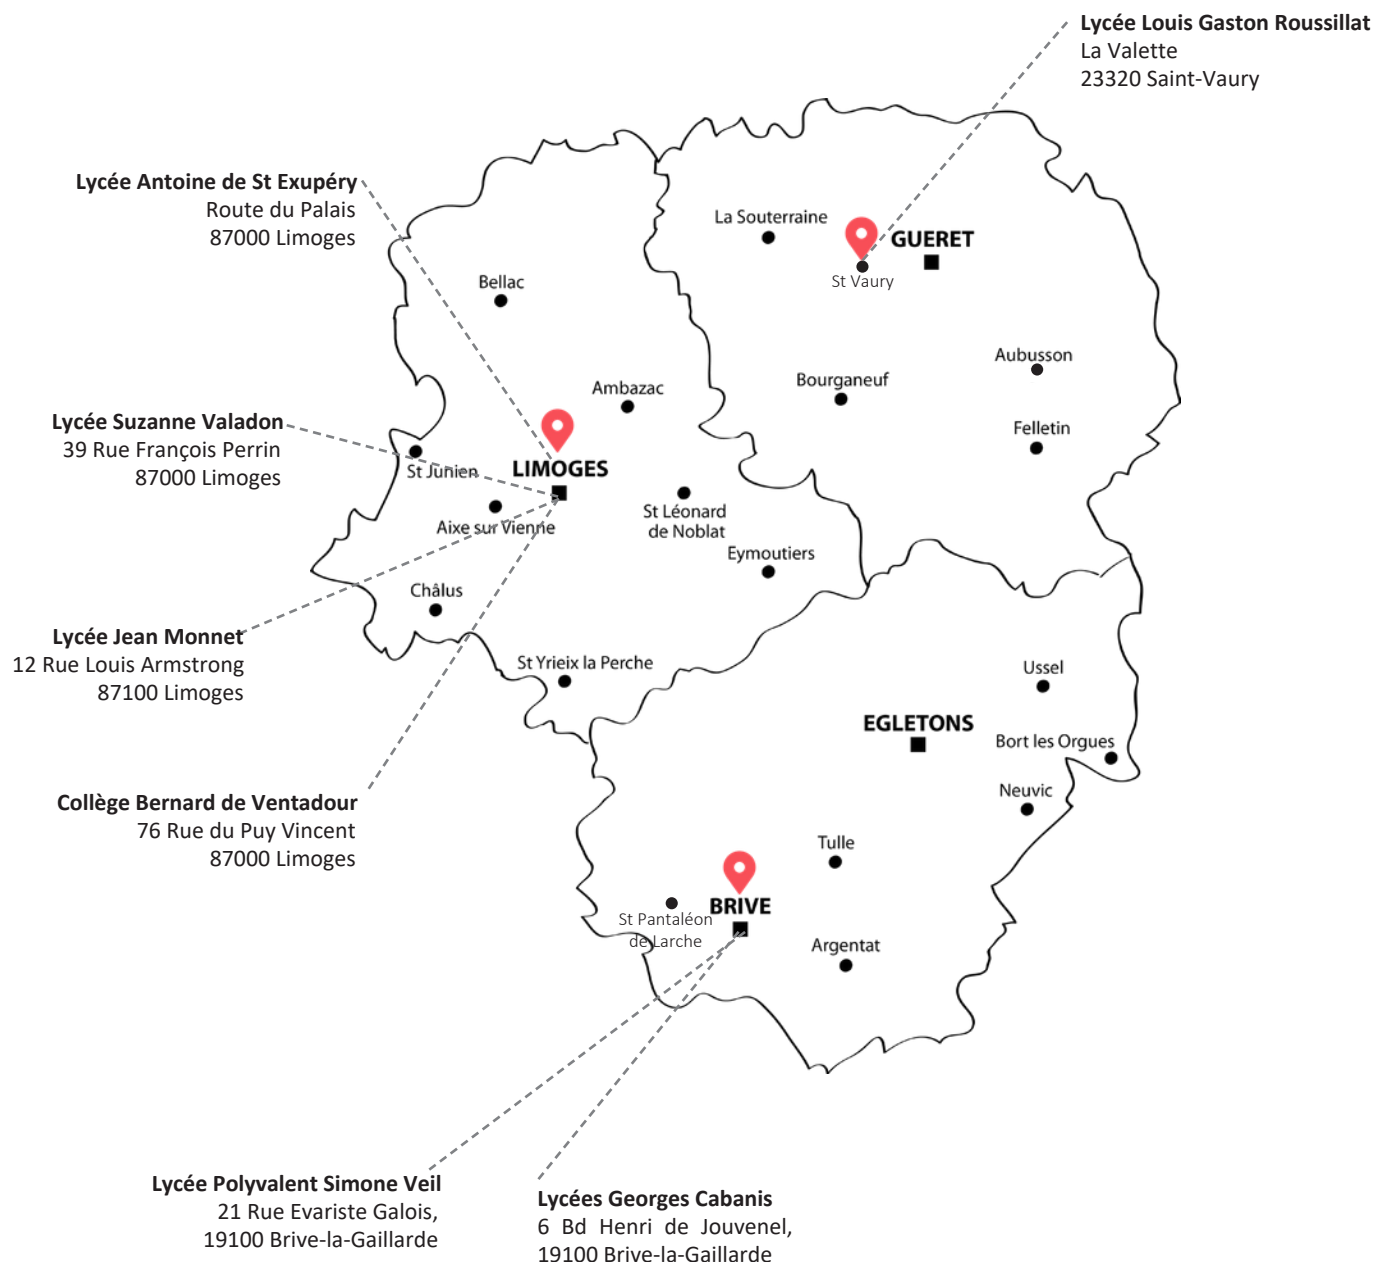 Lycée Louis Gaston Roussillat
La Valette
23320 Saint-Vaury
Lycée Antoine de St Exupéry
Route du Palais
87000 Limoges
La Souterraine
GUERET
St Vaury
Bellac
Aubusson
Bourganeuf
Ambazac
Felletin
Lycée Suzanne Valadon
39 Rue François Perrin
87000 Limoges
St Junien
LIMOGES
Aixe sur Vienne
St Léonard
de Noblat
Eymoutiers
Châlus
Lycée Jean Monnet
12 Rue Louis Armstrong
87100 Limoges
St Yrieix la Perche
Ussel
EGLETONS
Bort les Orgues
Neuvic
Collège Bernard de Ventadour
76 Rue du Puy Vincent
87000 Limoges
Tulle
BRIVE
St Pantaléon
de Larche
Argentat
Lycée Polyvalent Simone Veil
21 Rue Evariste Galois,
19100 Brive-la-Gaillarde
Lycées Georges Cabanis
6 Bd Henri de Jouvenel,
19100 Brive-la-Gaillarde